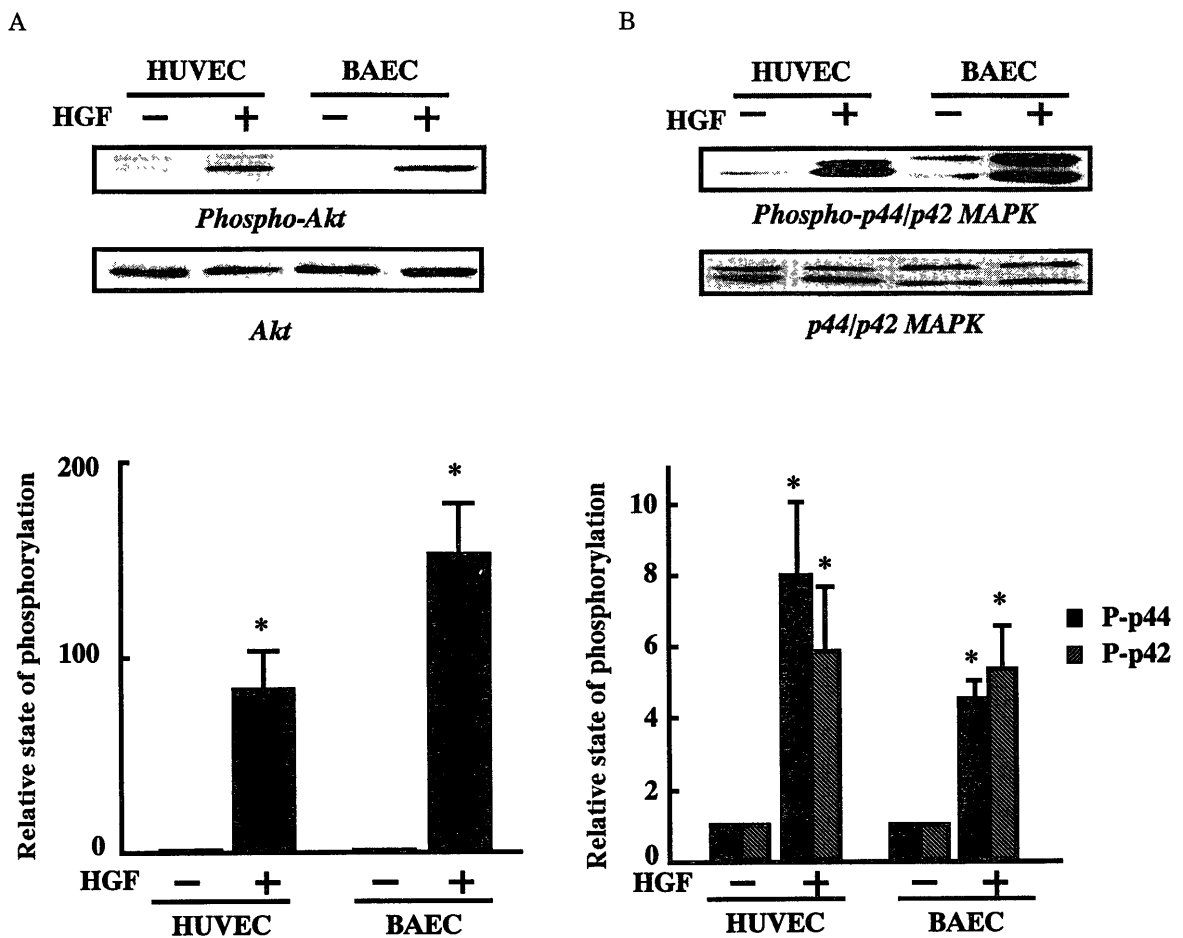 A
HUVEC BAEC
HGF − + − +
Phospho-Akt
Akt
B
HUVEC BAEC
HGF − + − +
Phospho-p44/p42 MAPK
p44/p42 MAPK
Relative state of phosphorylation
200
*
*
100
0
HGF − + − +
HUVEC BAEC
Relative state of phosphorylation
10
8
6
4
2
0
*
*
*
*
P-p44
P-p42
HGF − + − +
HUVEC BAEC